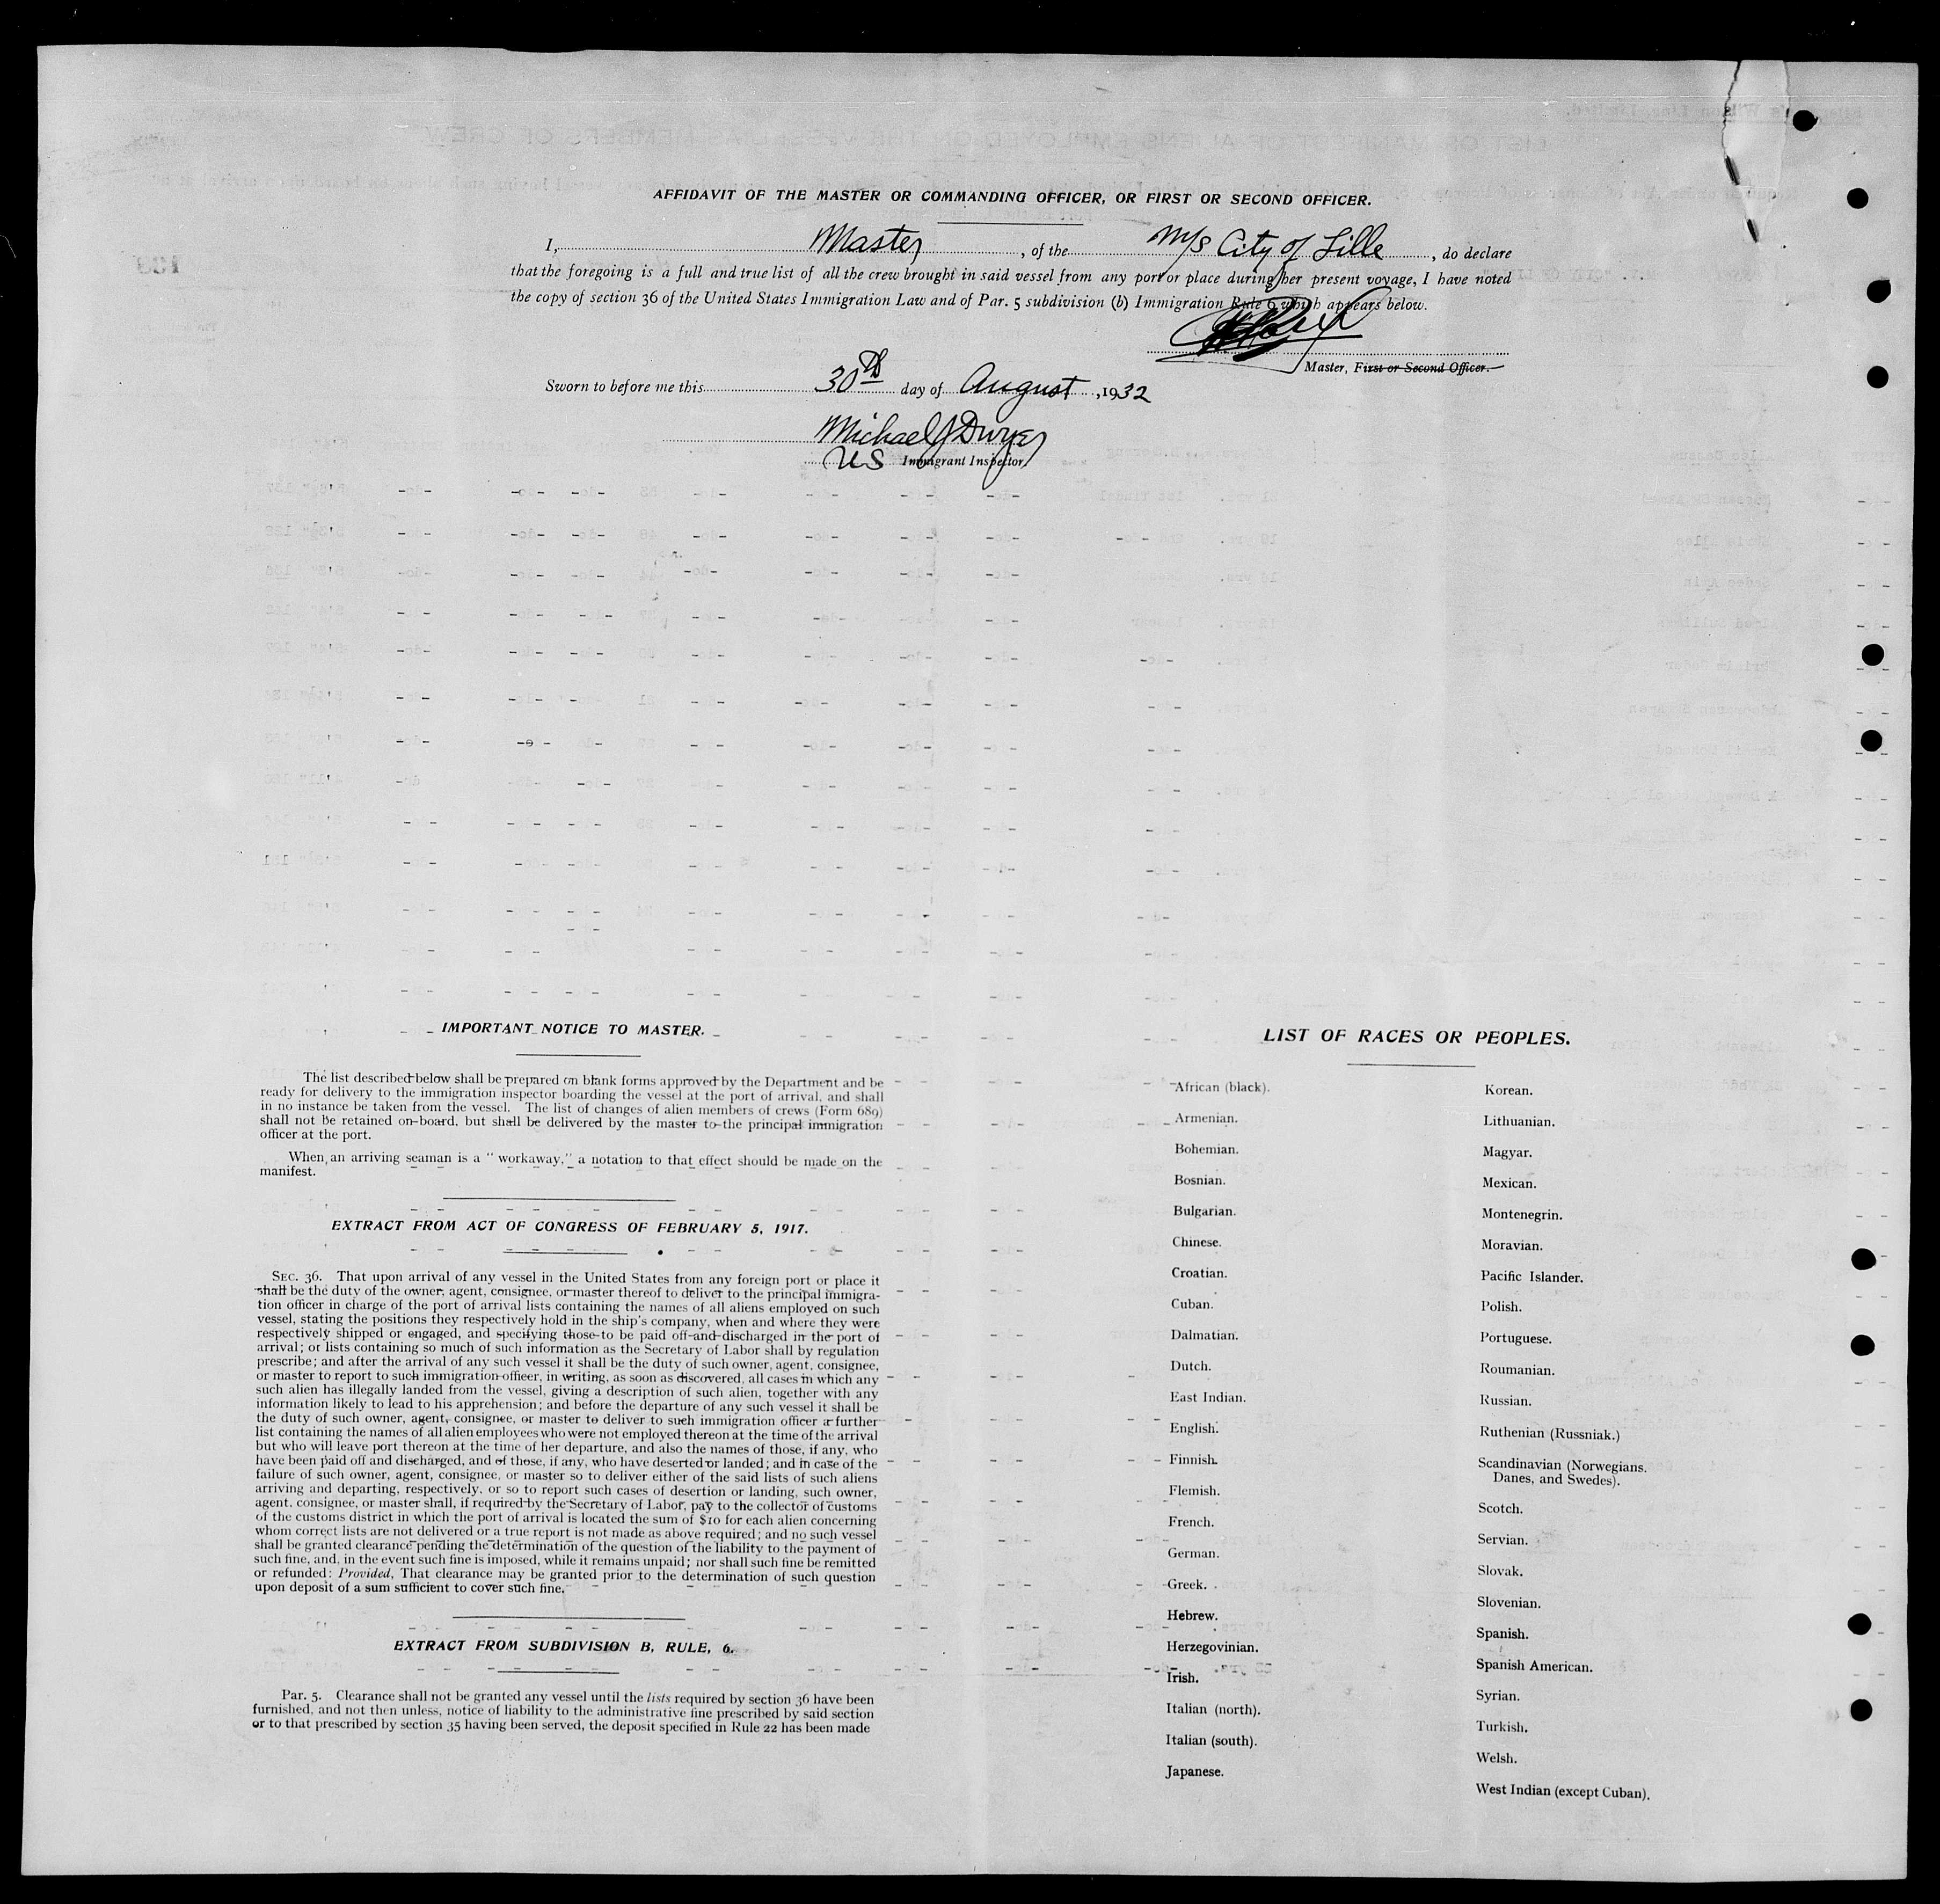 AFFIDAVIT OF THE MASTER OR COMMANDING OFFICER, OR FIRST OR SECOND OFFICER.
I, Master , of the M/S City of Lille , do declare
that the foregoing is a full and true list of all the crew brought in said vessel from any port or place during her present voyage, I have noted
the copy of section 36 of the United States Immigration Law and of Par. 5 subdivision (b) Immigration Rule 6 which appears below.
Master, First or Second Officer.
Sworn to before me this 30th day of August , 1932
Michael J Dwyer
US Immigrant Inspector
IMPORTANT NOTICE TO MASTER.
The list described below shall be prepared on blank forms approved by the Department and be
ready for delivery to the immigration inspector boarding the vessel at the port of arrival, and shall
in no instance be taken from the vessel. The list of changes of alien members of crews (Form 689)
shall not be retained on board, but shall be delivered by the master to the principal immigration
officer at the port.
When an arriving seaman is a " workaway," a notation to that effect should be made on the
manifest.
EXTRACT FROM ACT OF CONGRESS OF FEBRUARY 5, 1917.
SEC. 36. That upon arrival of any vessel in the United States from any foreign port or place it
shall be the duty of the owner, agent, consignee, or master thereof to deliver to the principal immigra-
tion officer in charge of the port of arrival lists containing the names of all aliens employed on such
vessel, stating the positions they respectively hold in the ship's company, when and where they were
respectively shipped or engaged, and specifying those to be paid off and discharged in the port of
arrival; or lists containing so much of such information as the Secretary of Labor shall by regulation
prescribe; and after the arrival of any such vessel it shall be the duty of such owner, agent, consignee,
or master to report to such immigration officer, in writing, as soon as discovered, all cases in which any
such alien has illegally landed from the vessel, giving a description of such alien, together with any
information likely to lead to his apprehension; and before the departure of any such vessel it shall be
the duty of such owner, agent, consignee, or master to deliver to such immigration officer a further
list containing the names of all alien employees who were not employed thereon at the time of the arrival
but who will leave port thereon at the time of her departure, and also the names of those, if any, who
have been paid off and discharged, and of those, if any, who have deserted or landed; and in case of the
failure of such owner, agent, consignee, or master so to deliver either of the said lists of such aliens
arriving and departing, respectively, or so to report such cases of desertion or landing, such owner,
agent, consignee, or master shall, if required by the Secretary of Labor, pay to the collector of customs
of the customs district in which the port of arrival is located the sum of $10 for each alien concerning
whom correct lists are not delivered or a true report is not made as above required; and no such vessel
shall be granted clearance pending the determination of the question of the liability to the payment of
such fine, and, in the event such fine is imposed, while it remains unpaid; nor shall such fine be remitted
or refunded: Provided, That clearance may be granted prior to the determination of such question
upon deposit of a sum sufficient to cover such fine.
EXTRACT FROM SUBDIVISION B, RULE, 6.
Par. 5. Clearance shall not be granted any vessel until the lists required by section 36 have been
furnished, and not then unless, notice of liability to the administrative fine prescribed by said section
or to that prescribed by section 35 having been served, the deposit specified in Rule 22 has been made
LIST OF RACES OR PEOPLES.
African (black).
Armenian.
Bohemian.
Bosnian.
Bulgarian.
Chinese.
Croatian.
Cuban.
Dalmatian.
Dutch.
East Indian.
English.
Finnish.
Flemish.
French.
German.
Greek.
Hebrew.
Herzegovinian.
Irish.
Italian (north).
Italian (south).
Japanese.
Korean.
Lithuanian.
Magyar.
Mexican.
Montenegrin.
Moravian.
Pacific Islander.
Polish.
Portuguese.
Roumanian.
Russian.
Ruthenian (Russniak.)
Scandinavian (Norwegians.
Danes, and Swedes).
Scotch.
Servian.
Slovak.
Slovenian.
Spanish.
Spanish American.
Syrian.
Turkish.
Welsh.
West Indian (except Cuban).